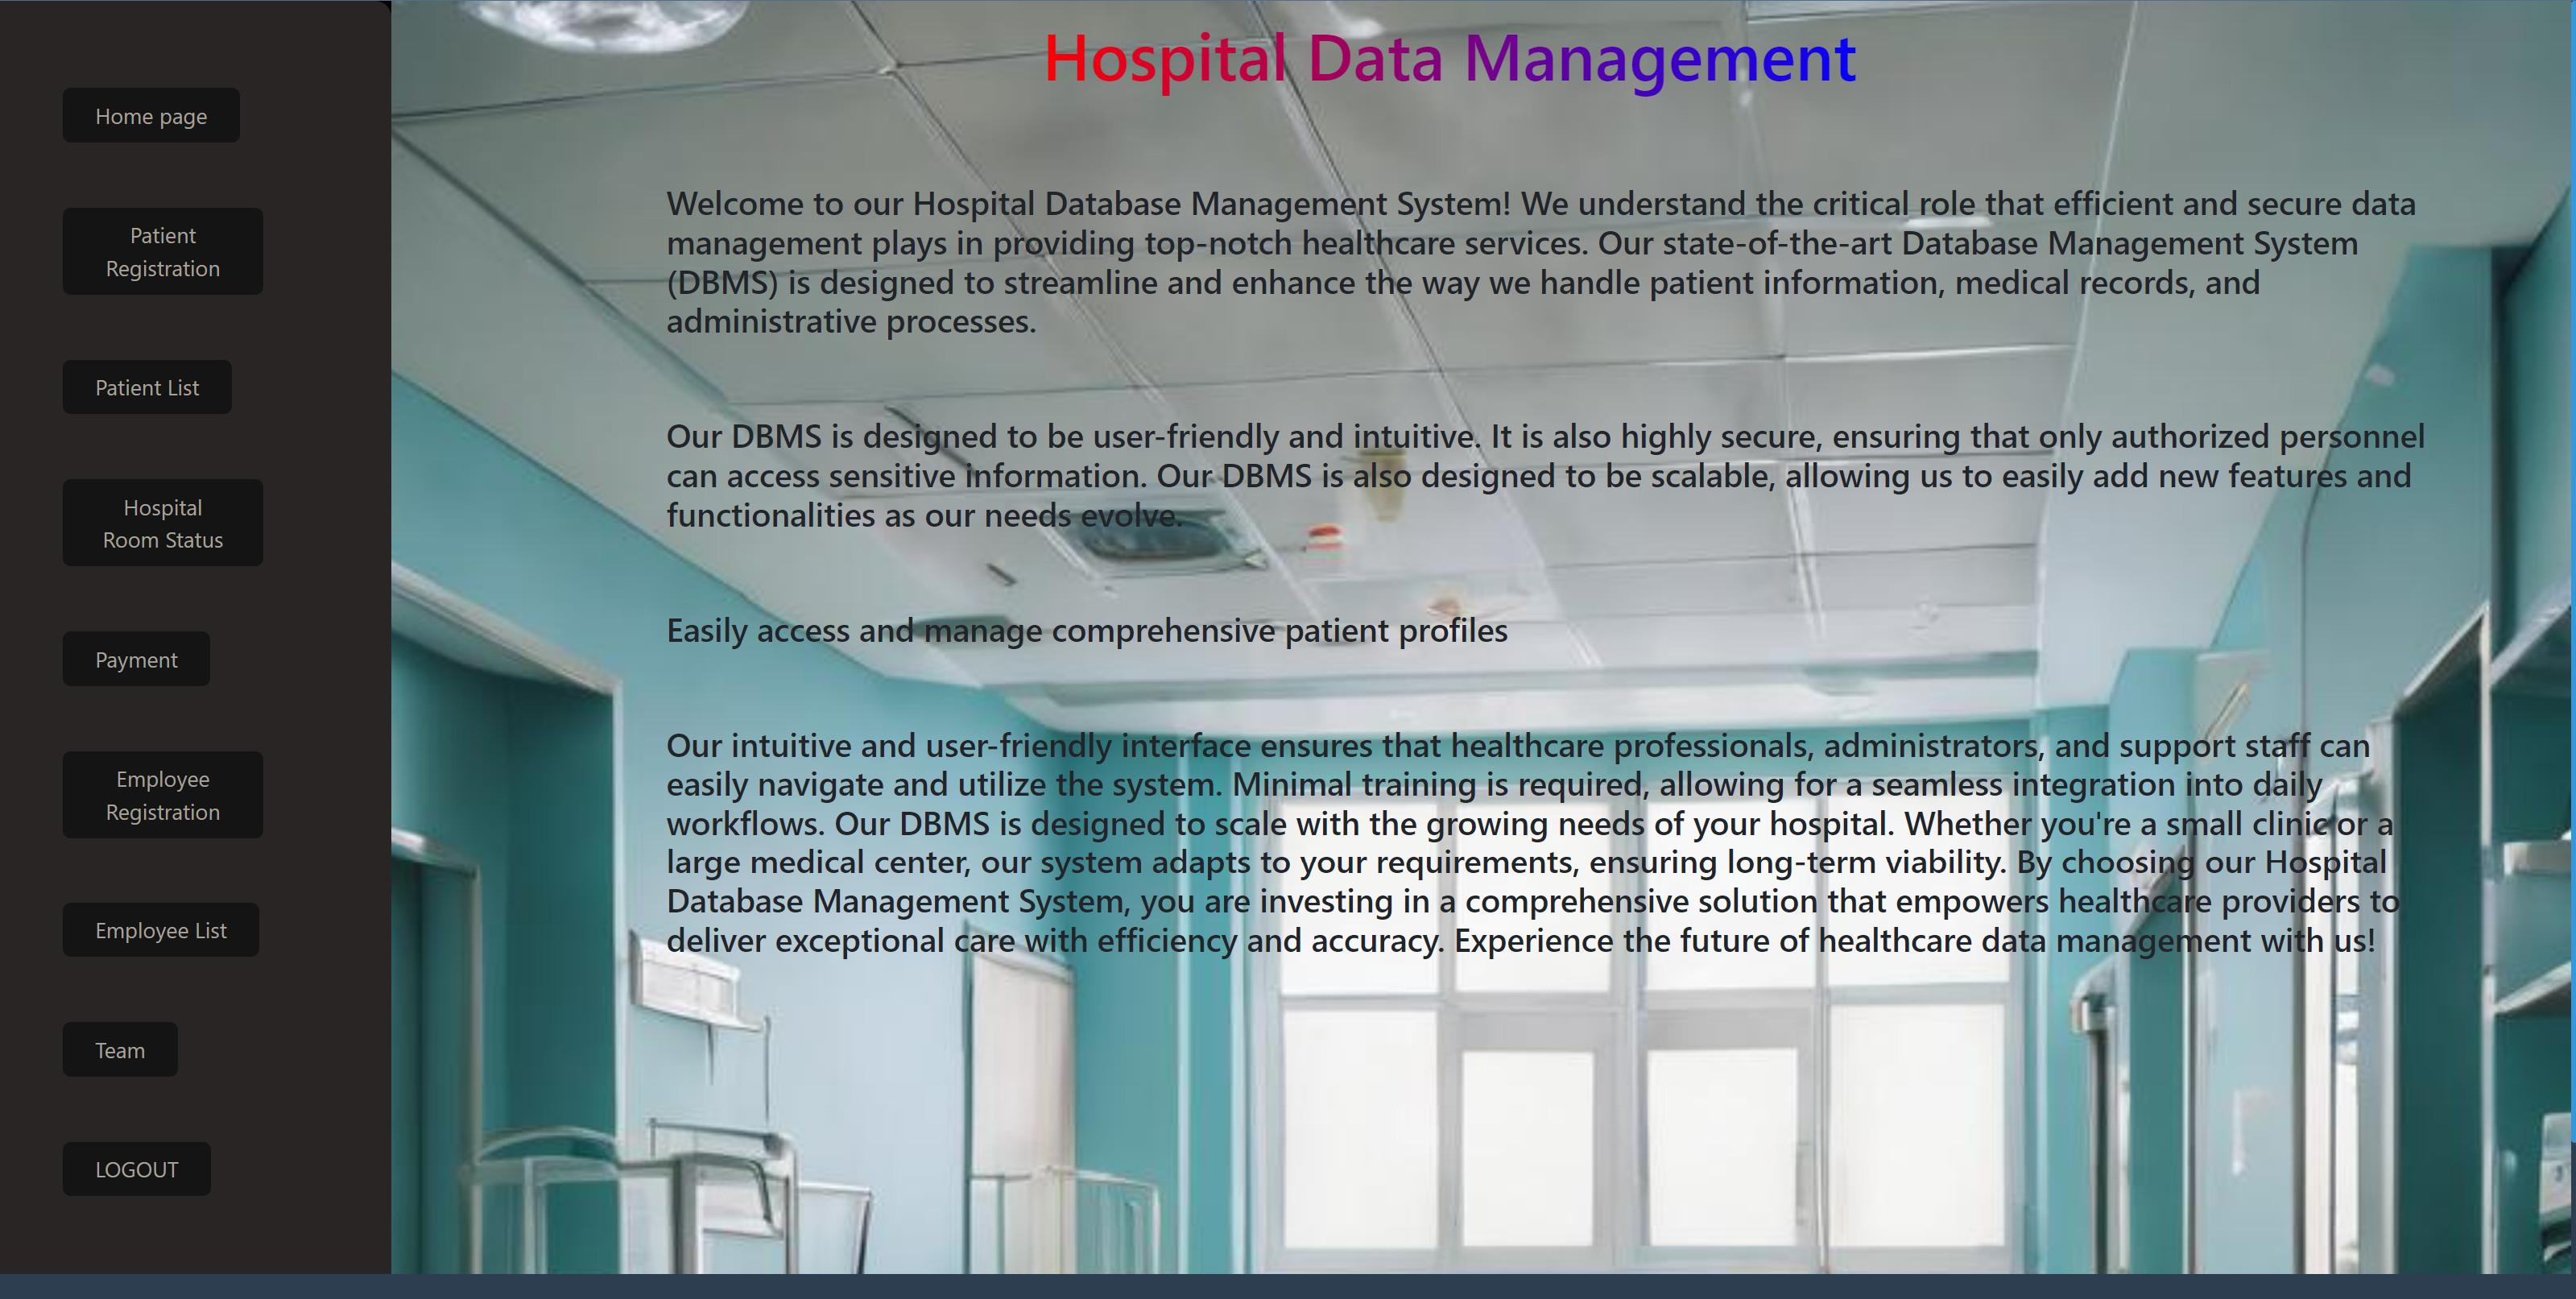 Home page
Patient
Registration
Patient List
Hospital
Room Status
Payment
Employee
Registration
Employee List
Team
LOGOUT
Hospital Data Management
Welcome to our Hospital Database Management System! We understand the critical role that efficient and secure data
management plays in providing top-notch healthcare services. Our state-of-the-art Database Management System
(DBMS) is designed to streamline and enhance the way we handle patient information, medical records, and
administrative processes.
Our DBMS is designed to be user-friendly and intuitive. It is also highly secure, ensuring that only authorized personnel
can access sensitive information. Our DBMS is also designed to be scalable, allowing us to easily add new features and
functionalities as our needs evolve.
Easily access and manage comprehensive patient profiles
Our intuitive and user-friendly interface ensures that healthcare professionals, administrators, and support staff can
easily navigate and utilize the system. Minimal training is required, allowing for a seamless integration into daily
workflows. Our DBMS is designed to scale with the growing needs of your hospital. Whether you're a small clinic or a
large medical center, our system adapts to your requirements, ensuring long-term viability. By choosing our Hospital
Database Management System, you are investing in a comprehensive solution that empowers healthcare providers to
deliver exceptional care with efficiency and accuracy. Experience the future of healthcare data management with us!